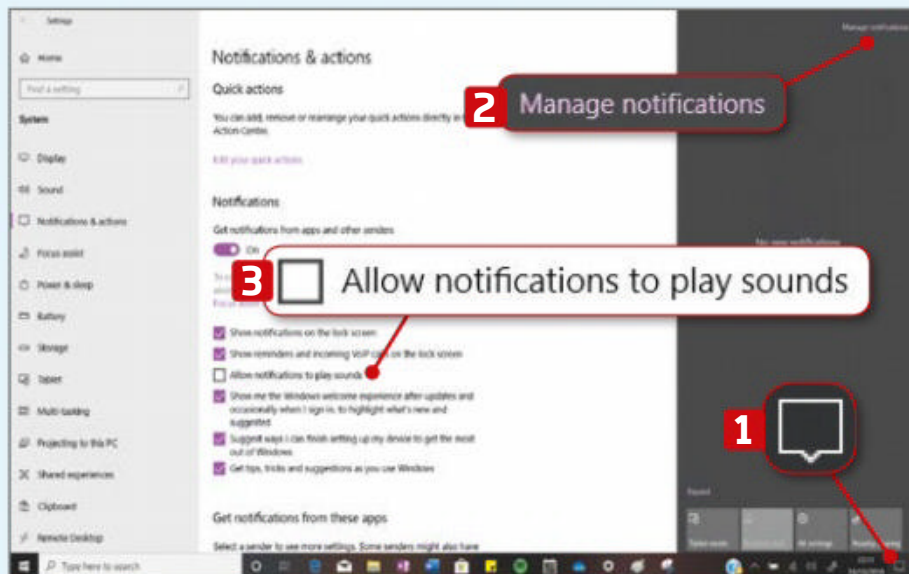 Settings
Home
Find a setting
System
Display
Sound
Notifications & actions
Focus assist
Power & sleep
Battery
Storage
Tablet
Multi-tasking
Projecting to this PC
Shared experiences
Clipboard
Remote Desktop
Notifications & actions
Quick actions
You can add, remove or rearrange your quick actions directly in
Action Centre.
Edit your quick actions
Notifications
Get notifications from apps and other senders
On
3 Allow notifications to play sounds
Show notifications on the lock screen
Show reminders and incoming VoIP calls on the lock screen
Allow notifications to play sounds
Show me the Windows welcome experience after updates and
occasionally when I sign in, to highlight what's new and
suggested
Suggest ways I can finish setting up my device to get the most
out of Windows
Get tips, tricks and suggestions as you use Windows
Get notifications from these apps
Select a sender to see more settings. Some senders might also have
Manage notifications
2 Manage notifications
No new notifications
1
Tablet mode
All settings
Type here to search